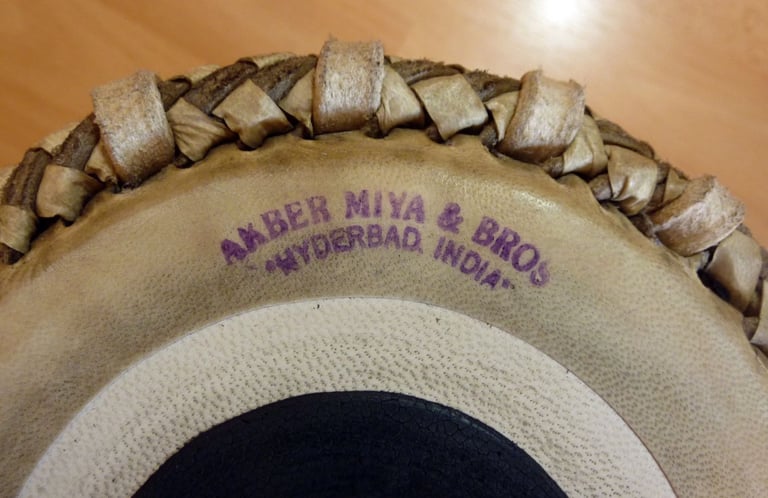 AKBER MIYA & BROS
"HYDERBAD, INDIA"